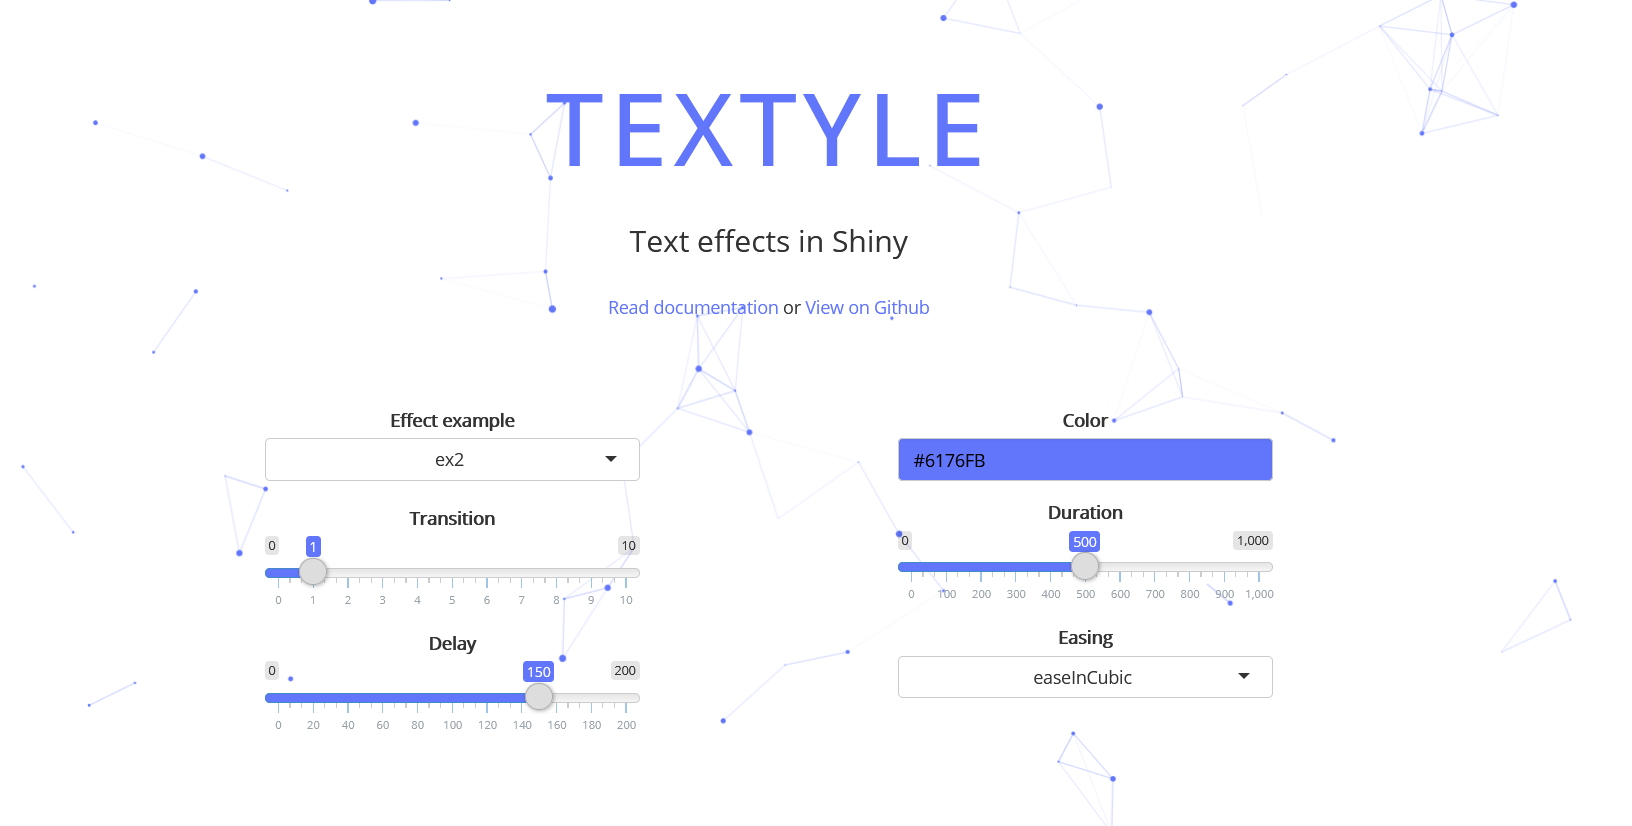 TEXTYLE
Text effects in Shiny
Read documentation or View on Github
Effect example
ex2
Transition
0 1 10
0 1 2 3 4 5 6 7 8 9 10
Delay
0 150 200
0 20 40 60 80 100 120 140 160 180 200
Color
#6176FB
Duration
0 500 1,000
0 100 200 300 400 500 600 700 800 900 1,000
Easing
easeInCubic